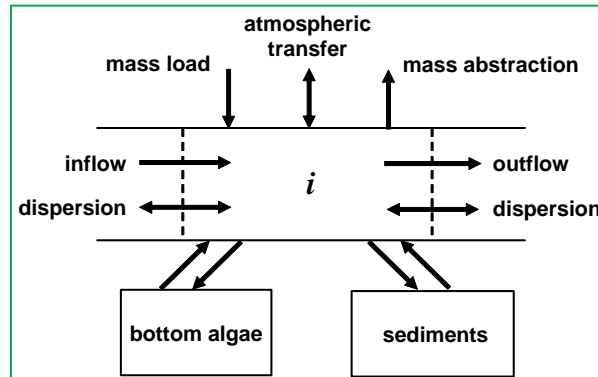 atmospheric
transfer
mass load
mass abstraction
inflow
i
outflow
dispersion
dispersion
bottom algae
sediments